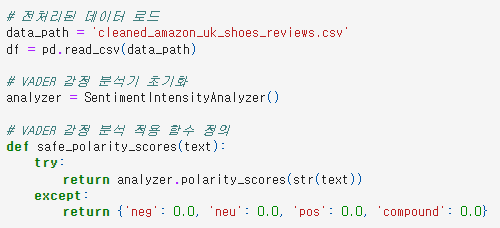 # 전처리된 데이터 로드
data_path = 'cleaned_amazon_uk_shoes_reviews.csv'
df = pd.read_csv(data_path)
# VADER 감정 분석기 초기화
analyzer = SentimentIntensityAnalyzer()
# VADER 감정 분석 적용 함수 정의
def safe_polarity_scores(text):
    try:
        return analyzer.polarity_scores(str(text))
    except:
        return {'neg': 0.0, 'neu': 0.0, 'pos': 0.0, 'compound': 0.0}